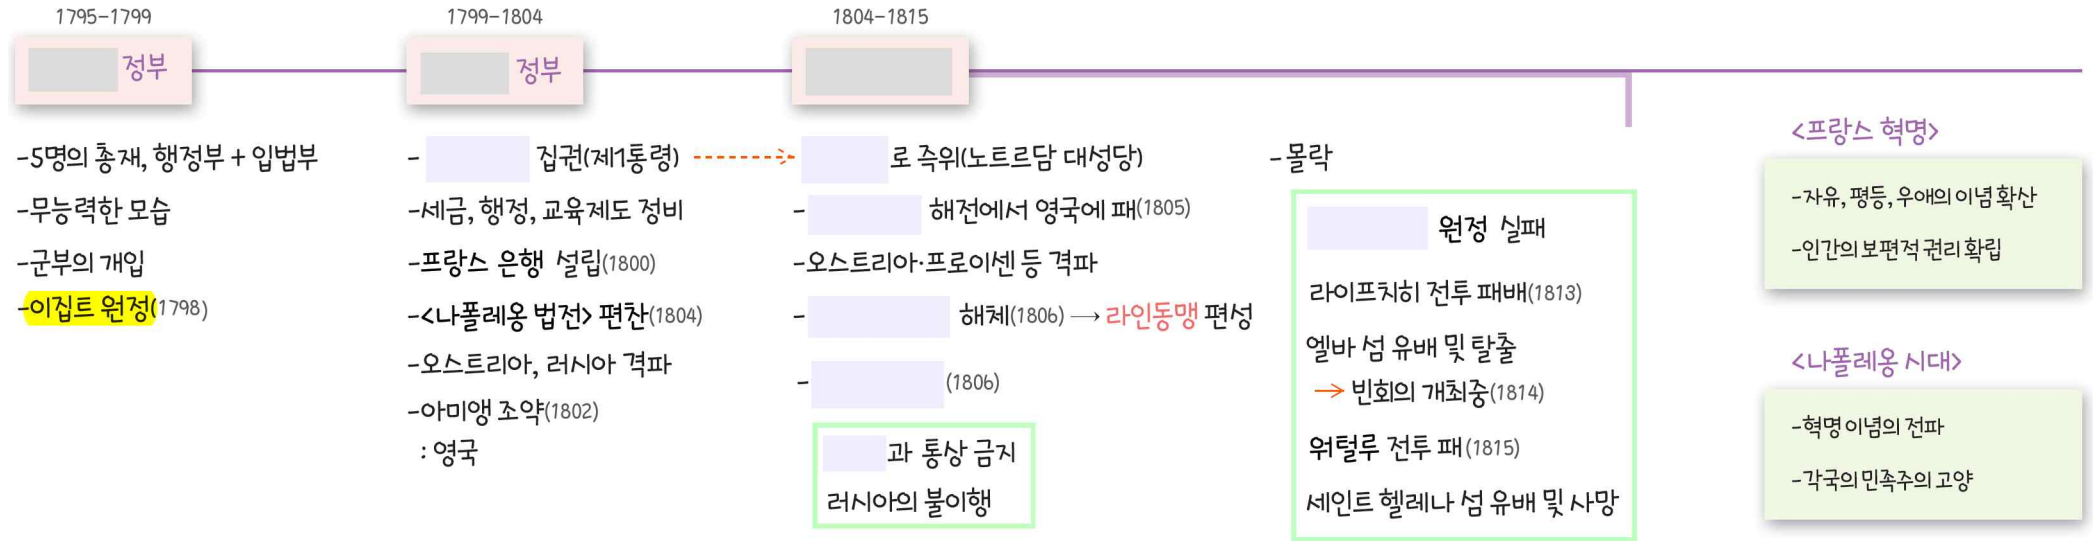 1795-1799
정부
-5명의 총재, 행정부 + 입법부
-무능력한 모습
-군부의 개입
-이집트 원정(1798)
1799-1804
정부
- 집권(제1통령)
-세금, 행정, 교육제도 정비
-프랑스 은행 설립(1800)
-<나폴레옹 법전> 편찬(1804)
-오스트리아, 러시아 격파
-아미앵 조약(1802)
: 영국
1804-1815
로 즉위(노트르담 대성당)
- 해전에서 영국에 패(1805)
-오스트리아·프로이센 등 격파
- 해체(1806) → 라인동맹 편성
- (1806)
과 통상 금지
러시아의 불이행
-몰락
원정 실패
라이프치히 전투 패배(1813)
엘바 섬 유배 및 탈출
→ 빈회의 개최중(1814)
워털루 전투 패(1815)
세인트 헬레나 섬 유배 및 사망
<프랑스 혁명>
-자유, 평등, 우애의 이념 확산
-인간의 보편적 권리 확립
<나폴레옹 시대>
-혁명 이념의 전파
-각국의 민족주의 고양